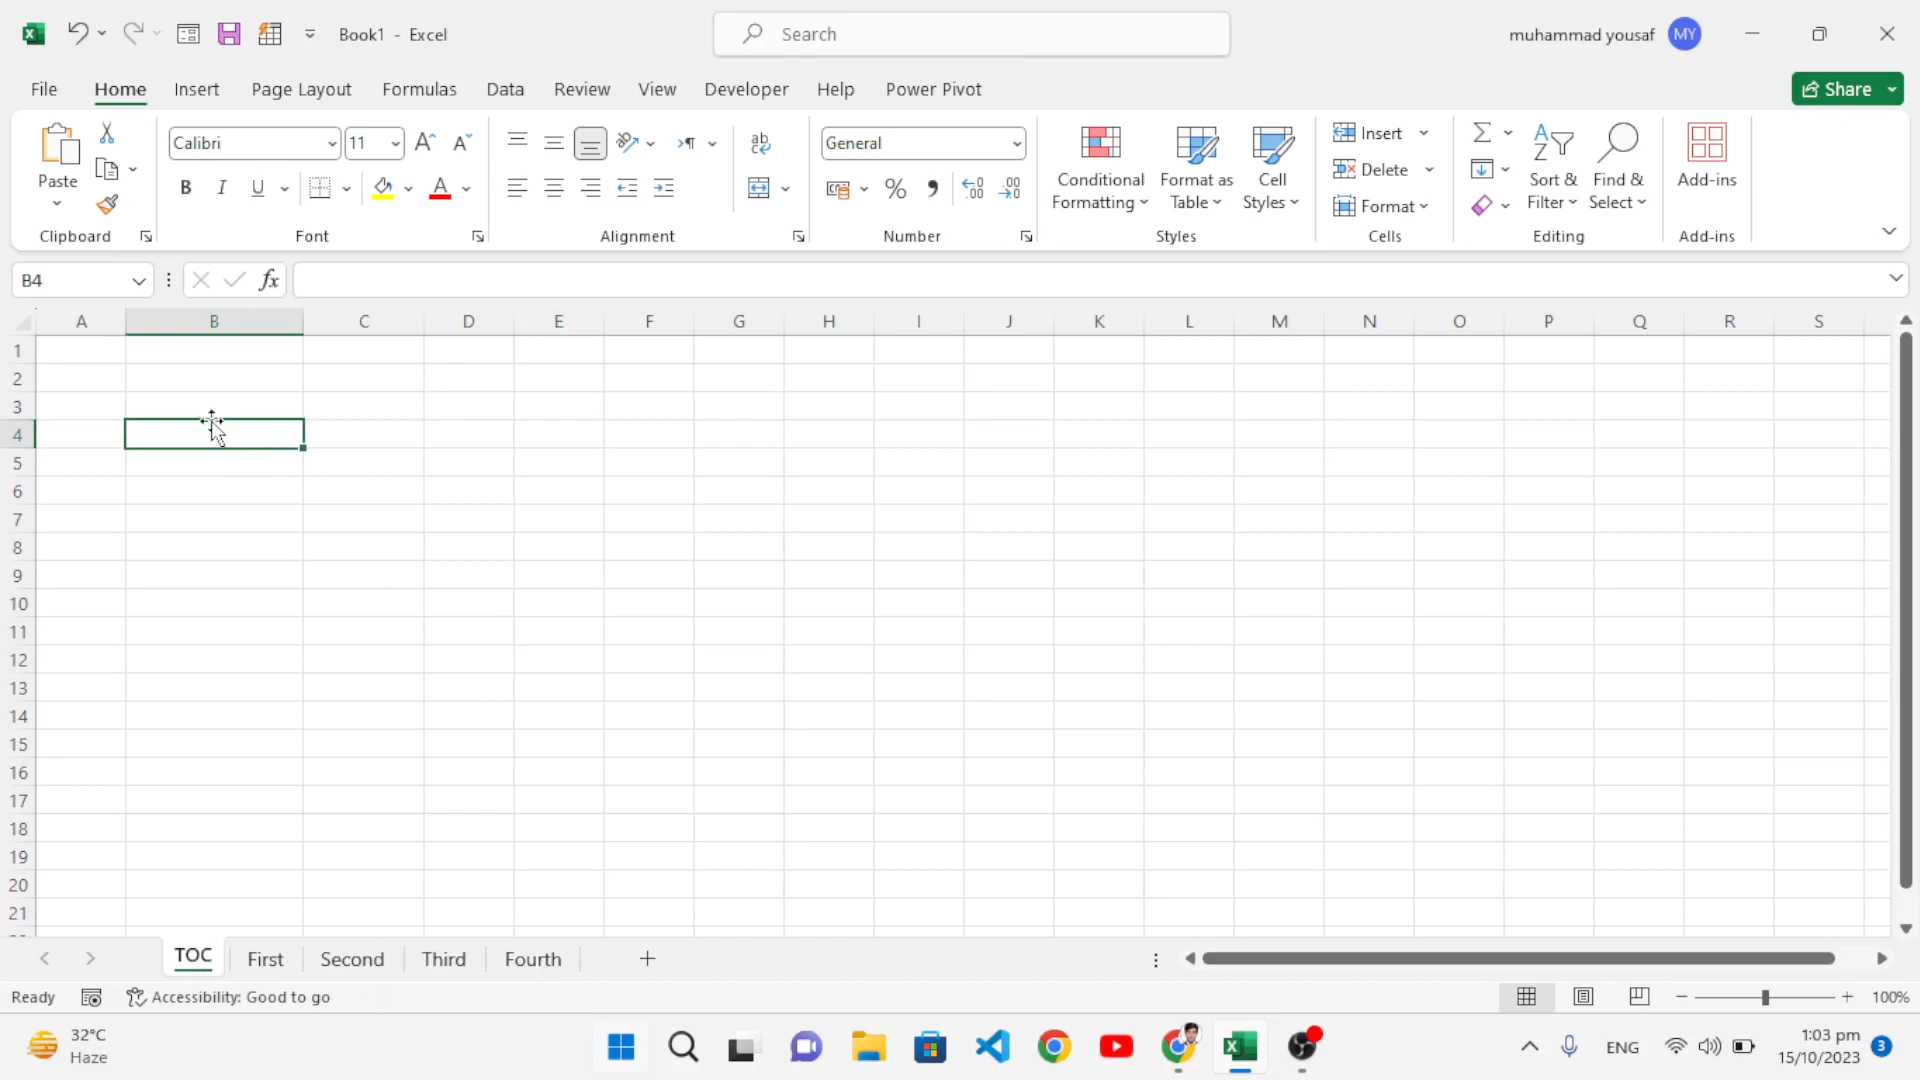 Book1 - Excel
Search
muhammad yousaf MY
File Home Insert Page Layout Formulas Data Review View Developer Help Power Pivot Share
Calibri 11 General
Paste
Conditional Formatting
Format as Table
Cell Styles
Insert
Delete
Format
Sort & Filter
Find & Select
Add-ins
Clipboard Font Alignment Number Styles Cells Editing Add-ins
B4 fx
A B C D E F G H I J K L M N O P Q R S
1
2
3
4
5
6
7
8
9
10
11
12
13
14
15
16
17
18
19
20
21
TOC First Second Third Fourth
Ready Accessibility: Good to go 100%
32°C
Haze
ENG
1:03 pm
15/10/2023
3